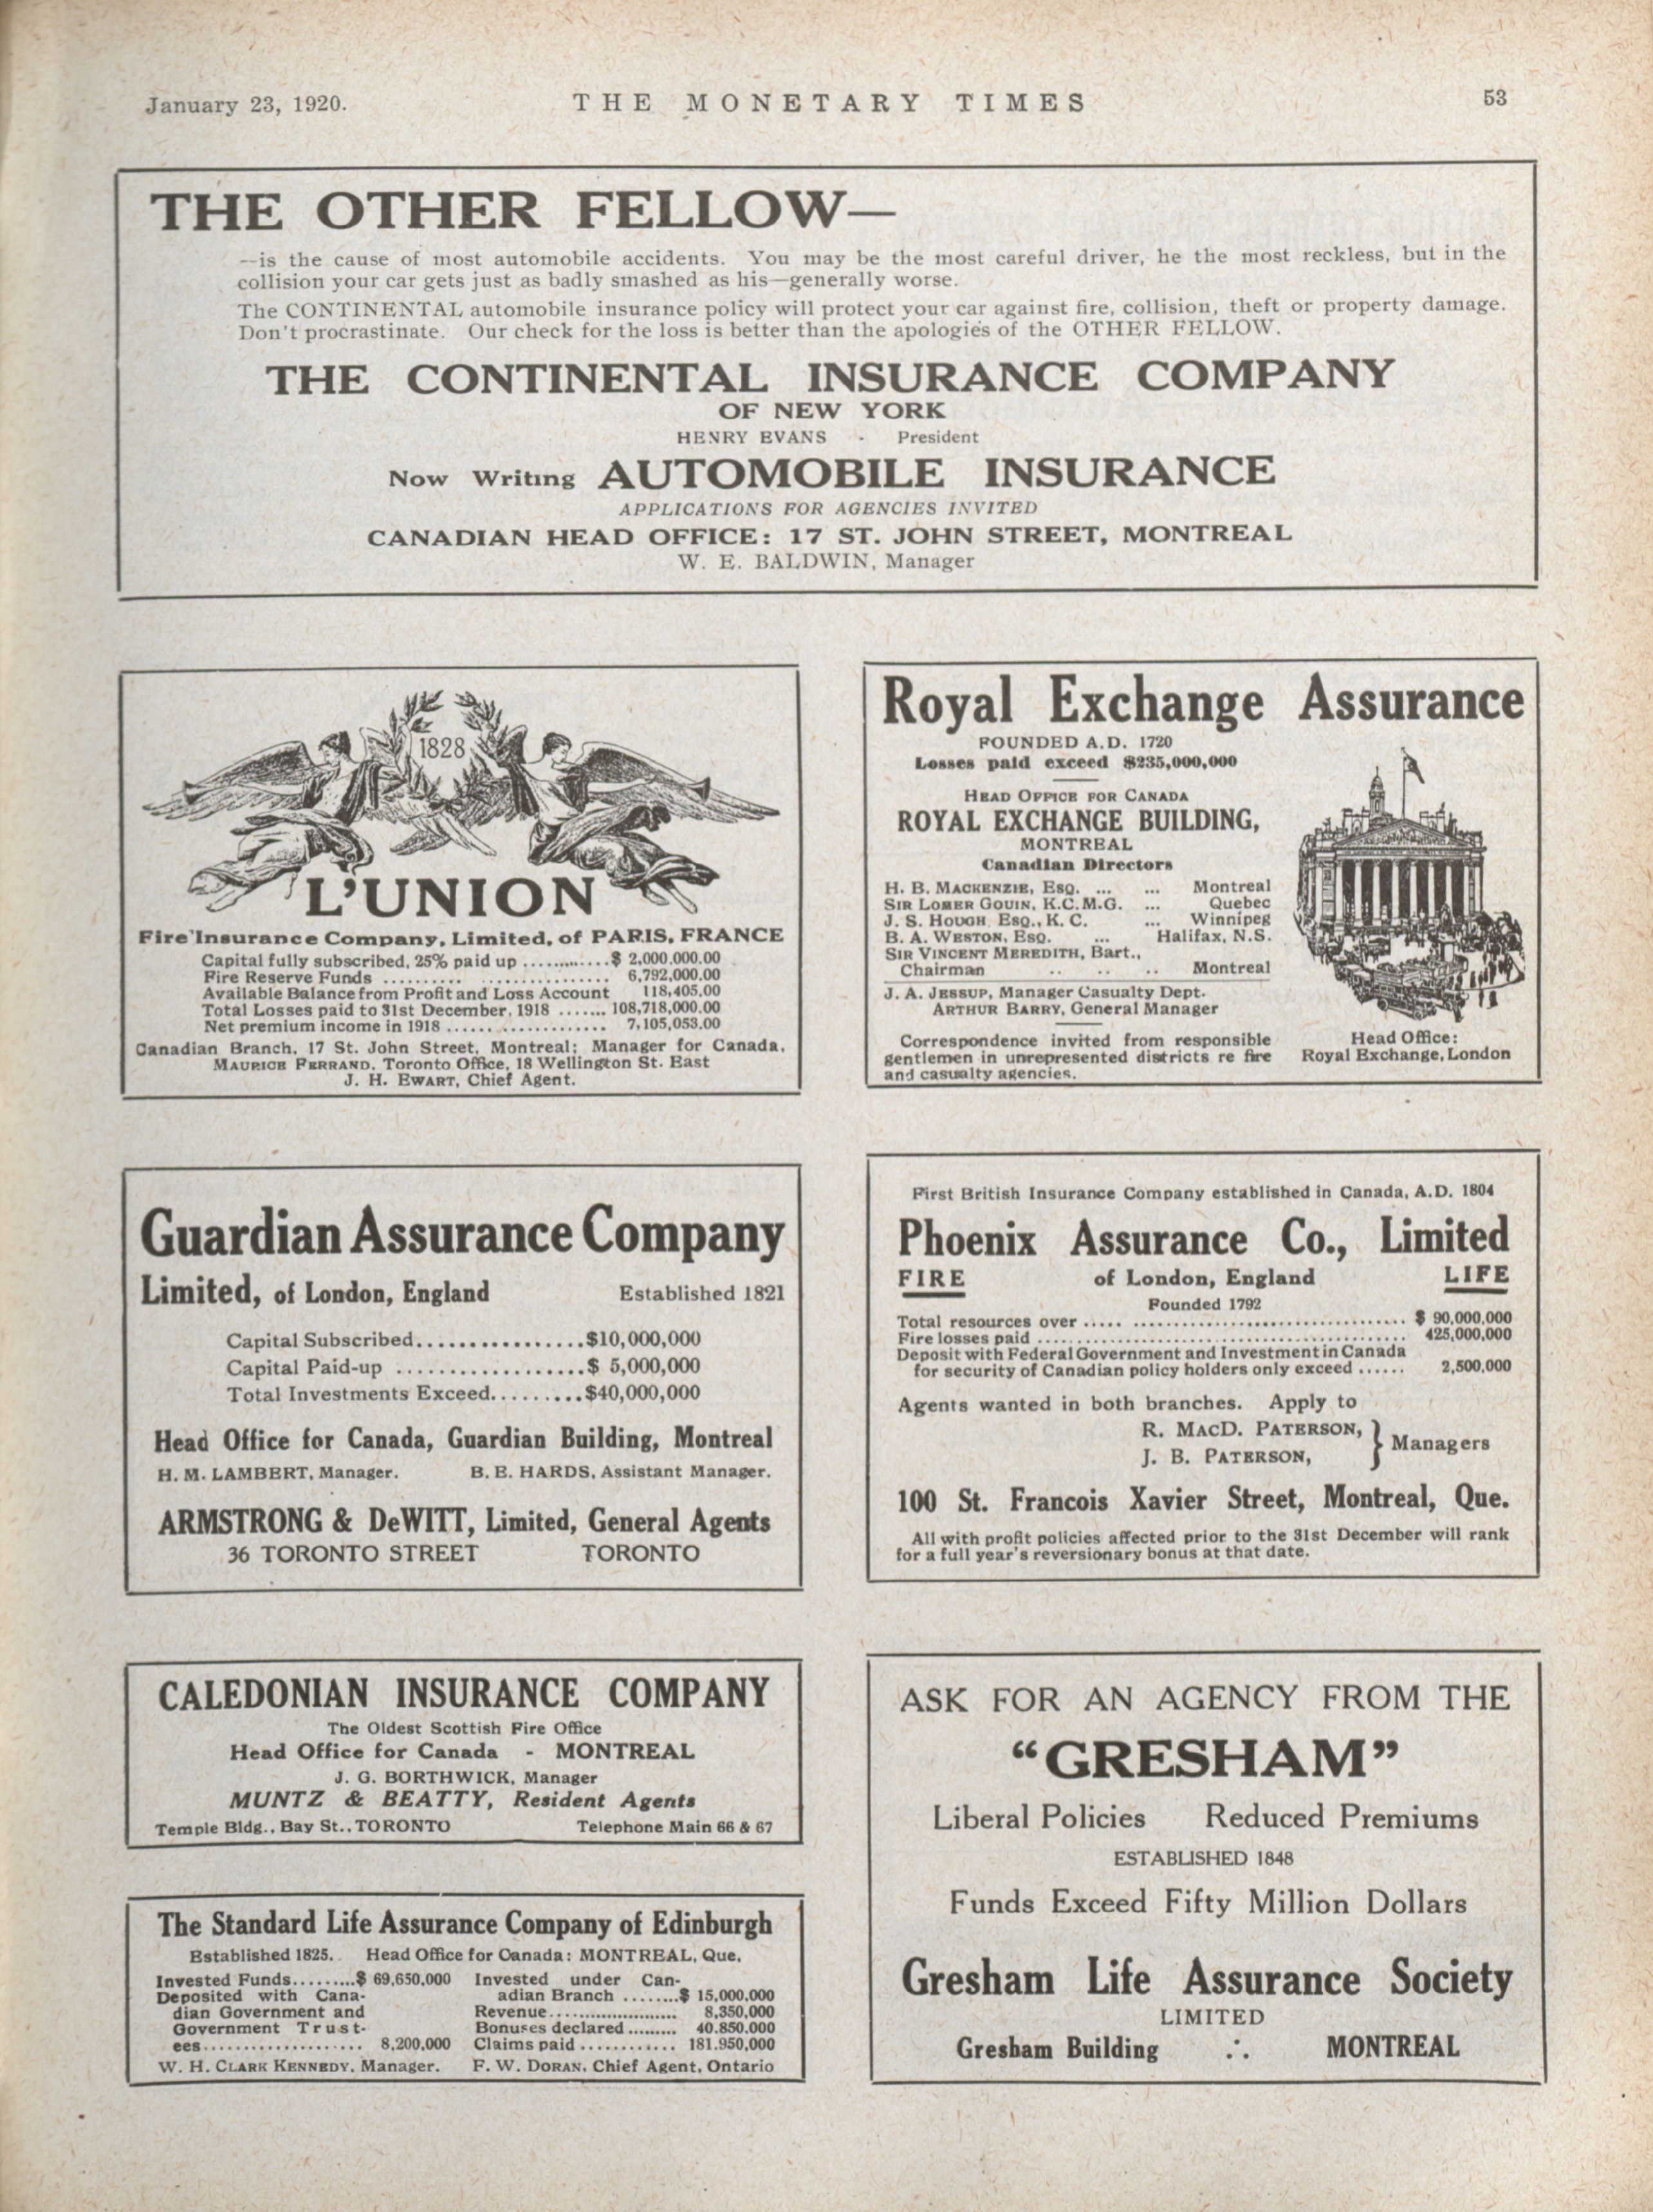 January 23, 1920.
THE MONETARY TIMES
53
THE OTHER FELLOW—
—is the cause of most automobile accidents. You may be the most careful driver, he the most reckless, but in the
collision your car gets just as badly smashed as his—generally worse.
The CONTINENTAL automobile insurance policy will protect your car against fire, collision, theft or property damage.
Don't procrastinate. Our check for the loss is better than the apologies of the OTHER FELLOW.
THE CONTINENTAL INSURANCE COMPANY
OF NEW YORK
HENRY EVANS - President
Now Writing AUTOMOBILE INSURANCE
APPLICATIONS FOR AGENCIES INVITED
CANADIAN HEAD OFFICE: 17 ST. JOHN STREET, MONTREAL
W. E. BALDWIN, Manager
1828
L'UNION
Fire Insurance Company, Limited, of PARIS, FRANCE
Capital fully subscribed, 25% paid up ............$ 2,000,000.00
Fire Reserve Funds .......... ................ 6,792,000.00
Available Balance from Profit and Loss Account 118,405.00
Total Losses paid to 31st December, 1918 ....... 108,718,000.00
Net premium income in 1918 ...... ............. 7,105,053.00
Canadian Branch, 17 St. John Street, Montreal; Manager for Canada,
MAURICE FERRAND. Toronto Office, 18 Wellington St. East
J. H. EWART, Chief Agent.
Royal Exchange Assurance
FOUNDED A.D. 1720
Losses paid exceed $235,000,000
HEAD OFFICE FOR CANADA
ROYAL EXCHANGE BUILDING,
MONTREAL
Canadian Directors
H. B. MACKENZIE, ESQ. ... ... Montreal
SIR LOMER GOUIN, K.C.M.G. ... Quebec
J. S. HOUGH, ESQ., K. C. ... Winnipeg
B. A. WESTON, ESQ. ... Halifax, N.S.
SIR VINCENT MEREDITH, Bart.,
Chairman .. .. .. Montreal
J. A. JESSUP, Manager Casualty Dept.
ARTHUR BARRY, General Manager
Correspondence invited from responsible
gentlemen in unrepresented districts re fire
and casualty agencies.
Head Office:
Royal Exchange, London
Guardian Assurance Company
Limited, of London, England Established 1821
Capital Subscribed................$10,000,000
Capital Paid-up ..................$ 5,000,000
Total Investments Exceed.........$40,000,000
Head Office for Canada, Guardian Building, Montreal
H. M. LAMBERT, Manager. B. E. HARDS, Assistant Manager.
ARMSTRONG & DeWITT, Limited, General Agents
36 TORONTO STREET TORONTO
First British Insurance Company established in Canada, A.D. 1804
Phoenix Assurance Co., Limited
FIRE of London, England LIFE
Founded 1792
Total resources over ..... .................................. $ 90,000,000
Fire losses paid ............................................. 425,000,000
Deposit with Federal Government and Investment in Canada
for security of Canadian policy holders only exceed ...... 2,500,000
Agents wanted in both branches. Apply to
R. MACD. PATERSON,
J. B. PATERSON,
} Managers
100 St. Francois Xavier Street, Montreal, Que.
All with profit policies affected prior to the 31st December will rank
for a full year's reversionary bonus at that date.
CALEDONIAN INSURANCE COMPANY
The Oldest Scottish Fire Office
Head Office for Canada - MONTREAL
J. G. BORTHWICK, Manager
MUNTZ & BEATTY, Resident Agents
Temple Bldg., Bay St., TORONTO Telephone Main 66 & 67
The Standard Life Assurance Company of Edinburgh
Established 1825. Head Office for Canada: MONTREAL, Que.
Invested Funds.........$ 69,650,000
Deposited with Cana-
dian Government and
Government Trust-
ees................... 8,200,000
Invested under Can-
adian Branch ........$ 15,000,000
Revenue.................... 8,350,000
Bonuses declared ......... 40,850,000
Claims paid ............ 181,950,000
W. H. CLARK KENNEDY, Manager. F. W. DORAN, Chief Agent, Ontario
ASK FOR AN AGENCY FROM THE
"GRESHAM"
Liberal Policies Reduced Premiums
ESTABLISHED 1848
Funds Exceed Fifty Million Dollars
Gresham Life Assurance Society
LIMITED
Gresham Building ∴ MONTREAL